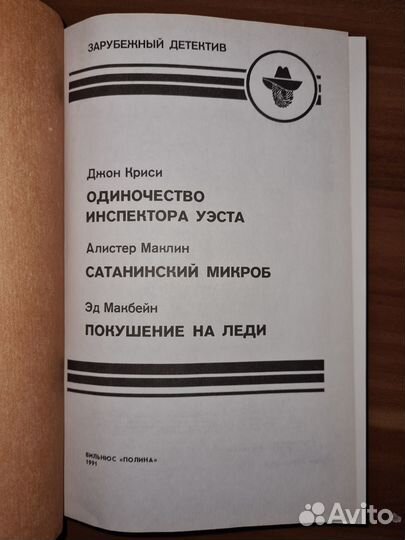 ЗАРУБЕЖНЫЙ ДЕТЕКТИВ
Джон Криси
ОДИНОЧЕСТВО
ИНСПЕКТОРА УЭСТА
Алистер Маклин
САТАНИНСКИЙ МИКРОБ
Эд Макбейн
ПОКУШЕНИЕ НА ЛЕДИ
ВИЛЬНЮС «ПОЛИНА»
1991
Avito